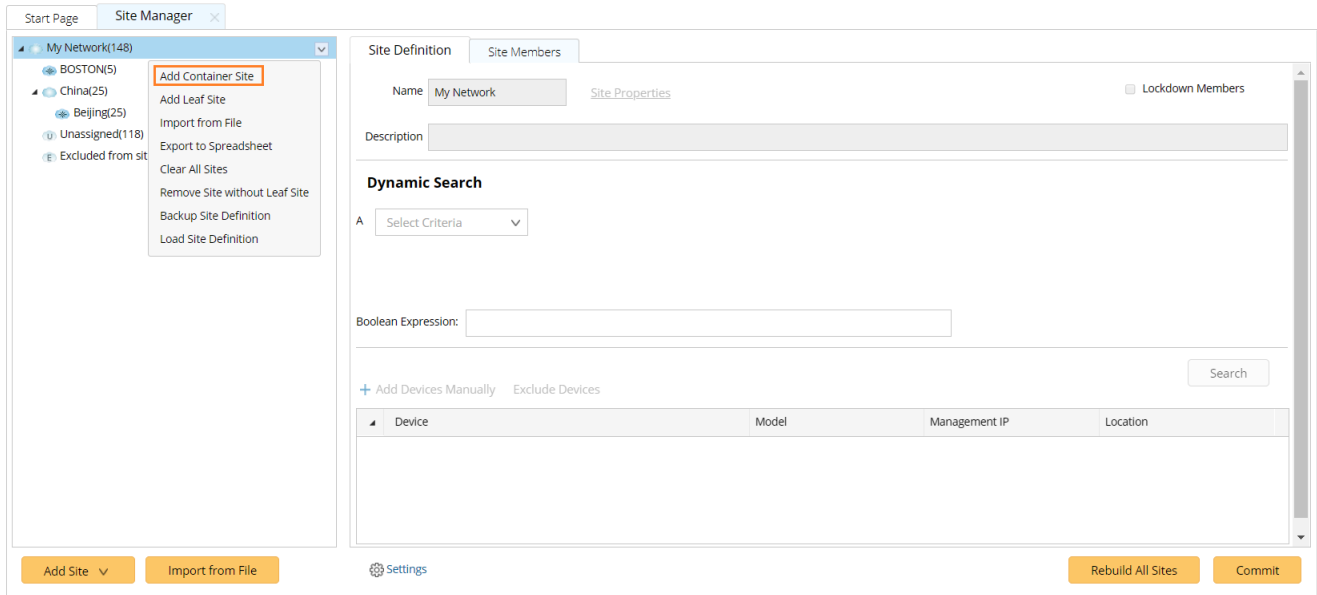 Start Page
Site Manager
My Network(148)
BOSTON(5)
China(25)
Beijing(25)
U Unassigned(118)
E Excluded from sit
Add Container Site
Add Leaf Site
Import from File
Export to Spreadsheet
Clear All Sites
Remove Site without Leaf Site
Backup Site Definition
Load Site Definition
Site Definition
Site Members
Name My Network Site Properties Lockdown Members
Description
Dynamic Search
A Select Criteria
Boolean Expression:
Search
+ Add Devices Manually Exclude Devices
Device Model Management IP Location
Add Site Import from File Settings Rebuild All Sites Commit